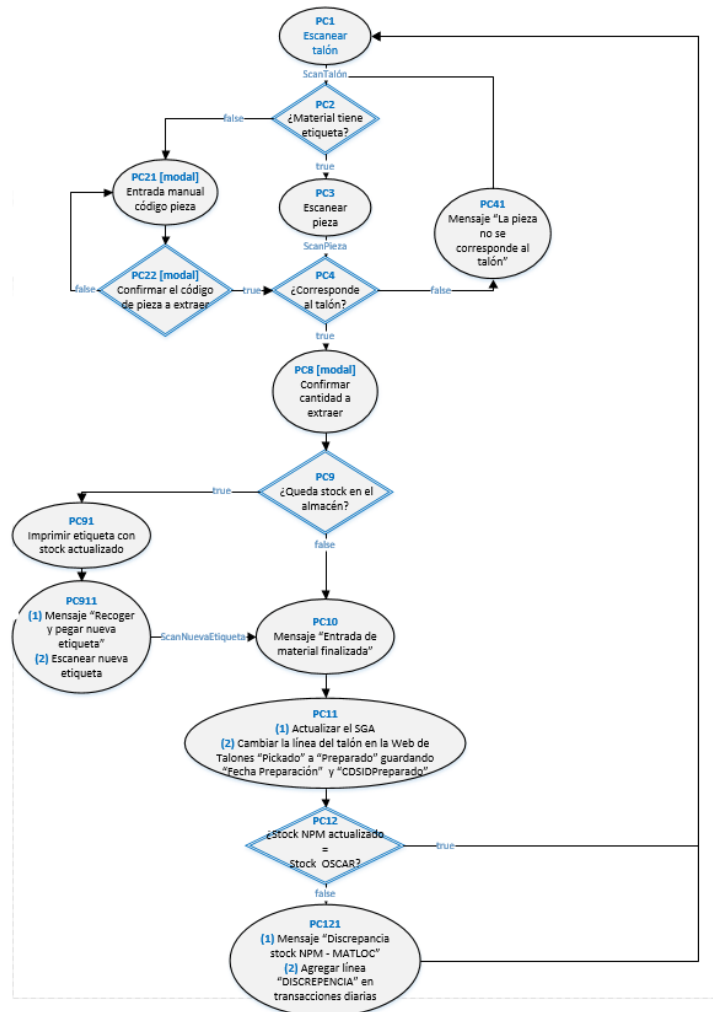 PC1
Escanear
talón
ScanTalón
PC2
¿Material tiene
etiqueta?
false
true
PC21 [modal]
Entrada manual
código pieza
PC3
Escanear
pieza
PC41
Mensaje “La pieza
no se
corresponde al
talón”
ScanPieza
PC22 [modal]
Confirmar el código
de pieza a extraer
false
true
PC4
¿Corresponde
al talón?
false
true
PC8 [modal]
Confirmar
cantidad a
extraer
PC9
¿Queda stock en el
almacén?
true
false
PC91
Imprimir etiqueta con
stock actualizado
PC911
(1) Mensaje “Recoger
y pegar nueva
etiqueta”
(2) Escanear nueva
etiqueta
ScanNuevaEtiqueta
PC10
Mensaje “Entrada de
material finalizada”
PC11
(1) Actualizar el SGA
(2) Cambiar la línea del talón en la Web de
Talones “Pickado” a “Preparado” guardando
“Fecha Preparación” y “CDSIDPreparado”
PC12
¿Stock NPM actualizado
=
Stock OSCAR?
true
false
PC121
(1) Mensaje “Discrepancia
stock NPM - MATLOC”
(2) Agregar línea
“DISCREPENCIA” en
transacciones diarias